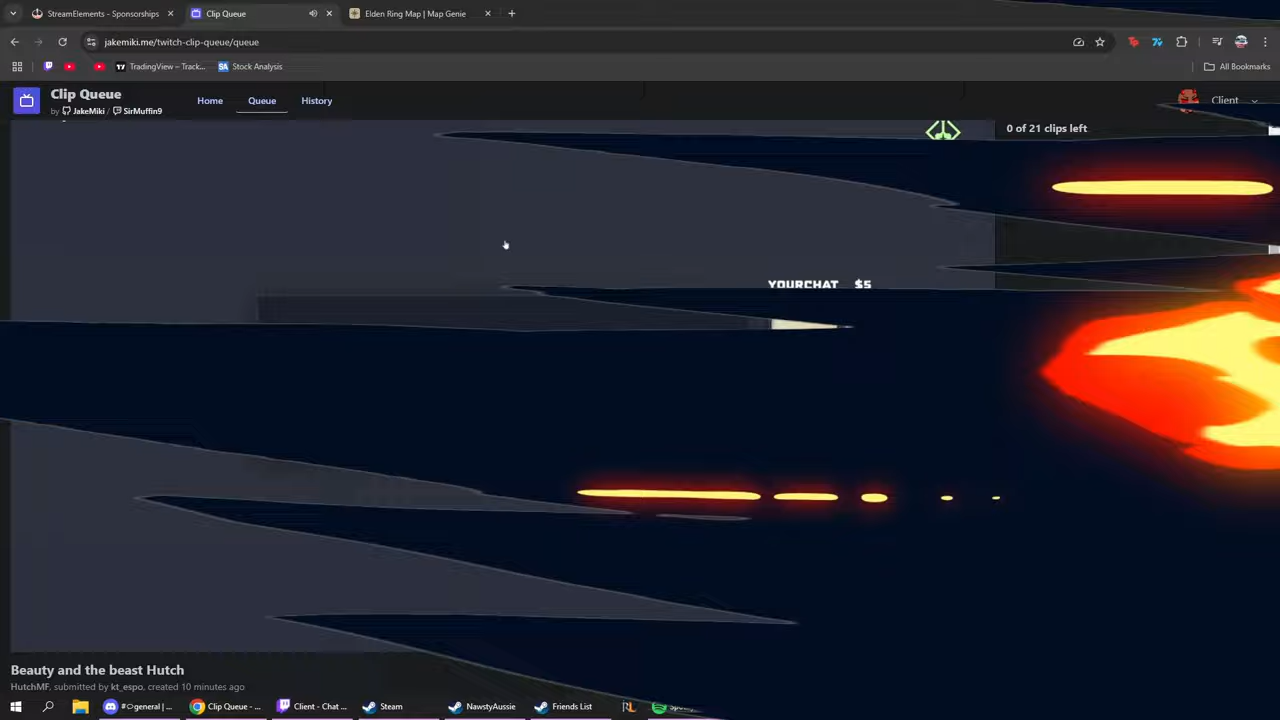 StreamElements - Sponsorships
Clip Queue
Elden Ring Map | Map Genie
jakemiki.me/twitch-clip-queue/queue
TradingView – Track...
SA Stock Analysis
All Bookmarks
Clip Queue
by JakeMiki / SirMuffin9
Home
Queue
History
Client
0 of 21 clips left
YOURCHAT $5
Beauty and the beast Hutch
HutchMF, submitted by kt_espo, created 10 minutes ago
Clip Queue - ...
Client - Chat ...
Steam
NawstyAussie
Friends List